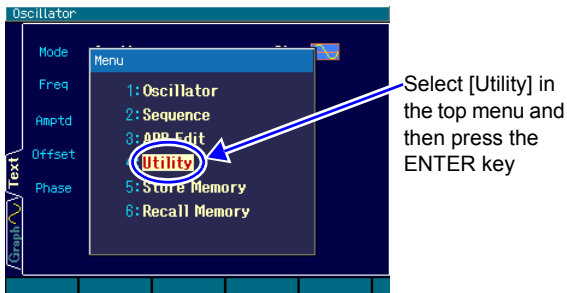 Oscillator
Mode
Menu
Freq
1: Oscillator
Amptd
2: Sequence
3: ARB Edit
Offset
4: Utility
Phase
5: Store Memory
6: Recall Memory
Text
Graph
Select [Utility] in
the top menu and
then press the
ENTER key